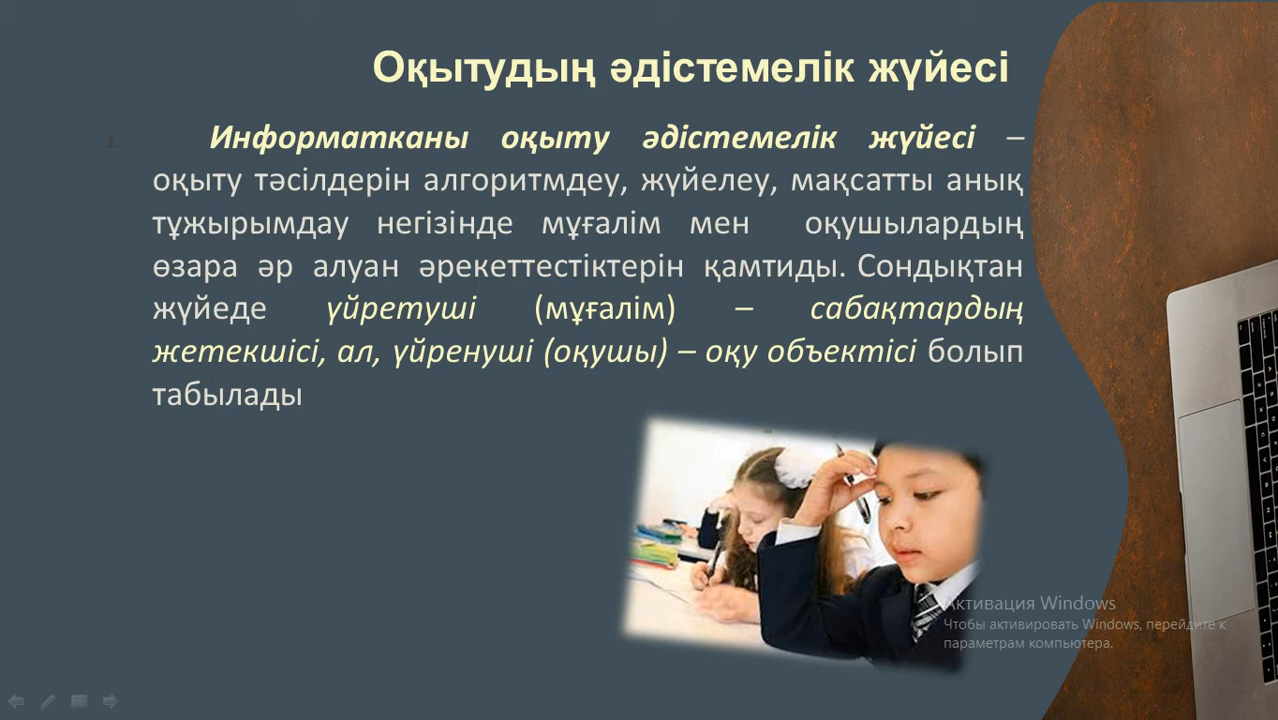 Оқытудың әдістемелік жүйесі
Информатканы оқыту әдістемелік жүйесі –
оқыту тәсілдерін алгоритмдеу, жүйелеу, мақсатты анық
тұжырымдау негізінде мұғалім мен оқушылардың
өзара әр алуан әрекеттестіктерін қамтиды. Сондықтан
жүйеде үйретуші (мұғалім) – сабақтардың
жетекшісі, ал, үйренуші (оқушы) – оқу объектісі болып
табылады
Активация Windows
Чтобы активировать Windows, перейдите к
параметрам компьютера.